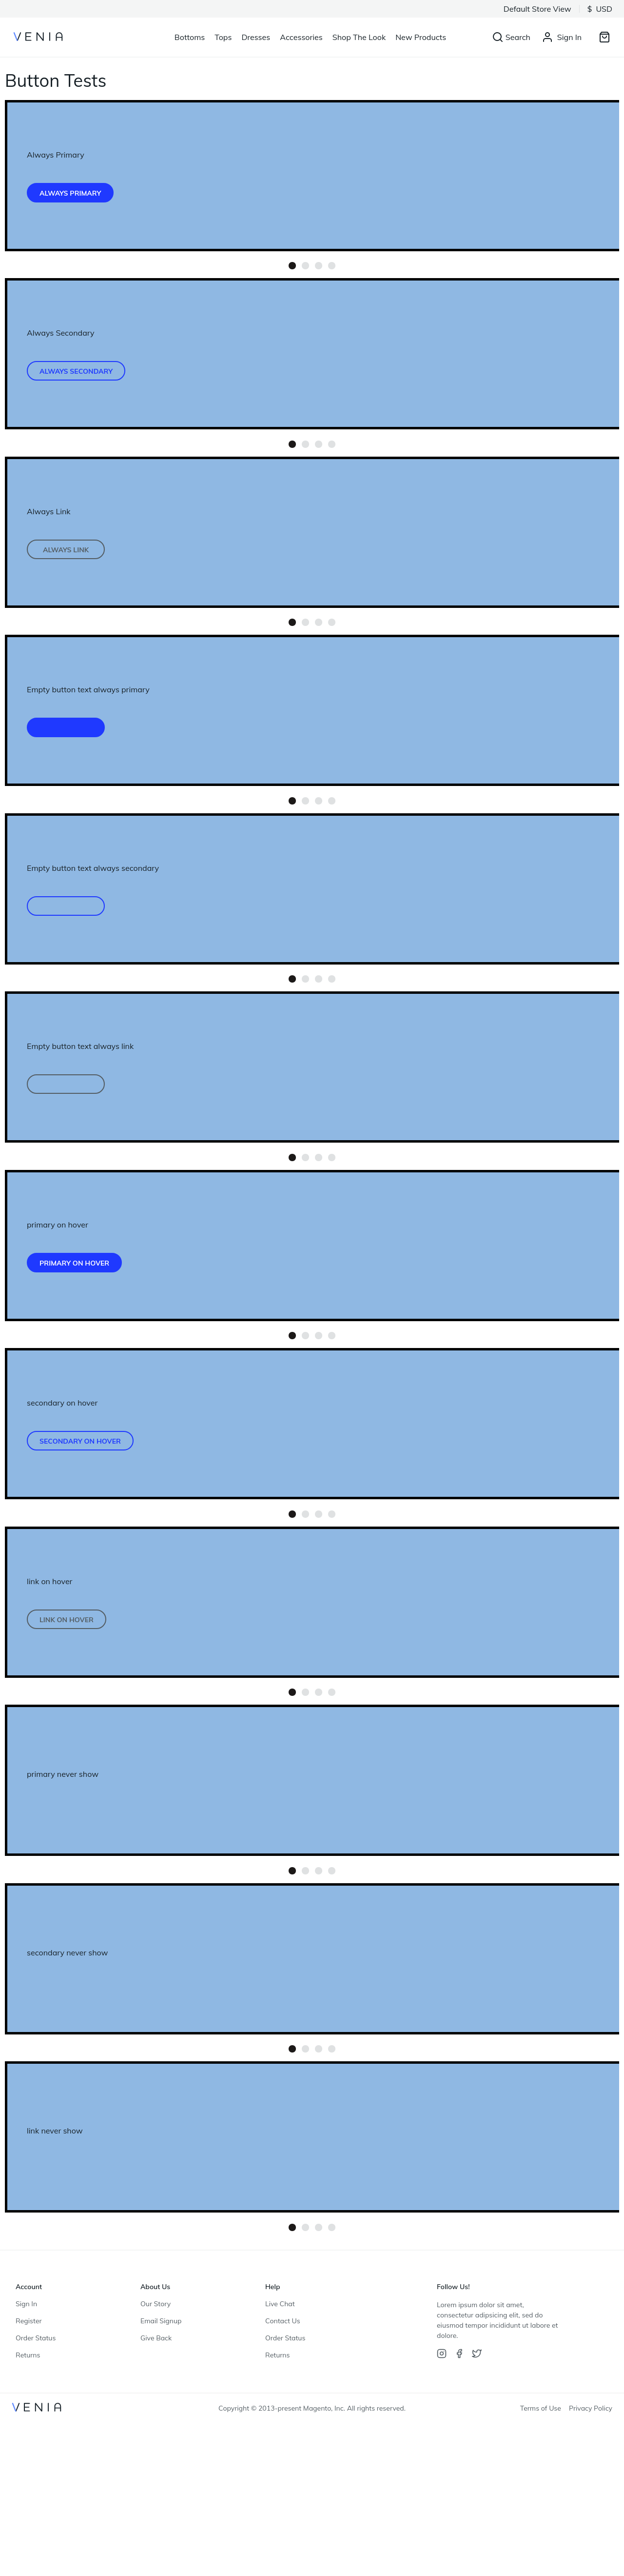 Default Store View $ USD
VENIA Bottoms Tops Dresses Accessories Shop The Look New Products Search Sign In
Button Tests
Always Primary
ALWAYS PRIMARY
Always Secondary
ALWAYS SECONDARY
Always Link
ALWAYS LINK
Empty button text always primary
Empty button text always secondary
Empty button text always link
primary on hover
PRIMARY ON HOVER
secondary on hover
SECONDARY ON HOVER
link on hover
LINK ON HOVER
primary never show
secondary never show
link never show
Account
Sign In
Register
Order Status
Returns
About Us
Our Story
Email Signup
Give Back
Help
Live Chat
Contact Us
Order Status
Returns
Follow Us!
Lorem ipsum dolor sit amet,
consectetur adipsicing elit, sed do
eiusmod tempor incididunt ut labore et
dolore.
VENIA Copyright © 2013-present Magento, Inc. All rights reserved. Terms of Use Privacy Policy